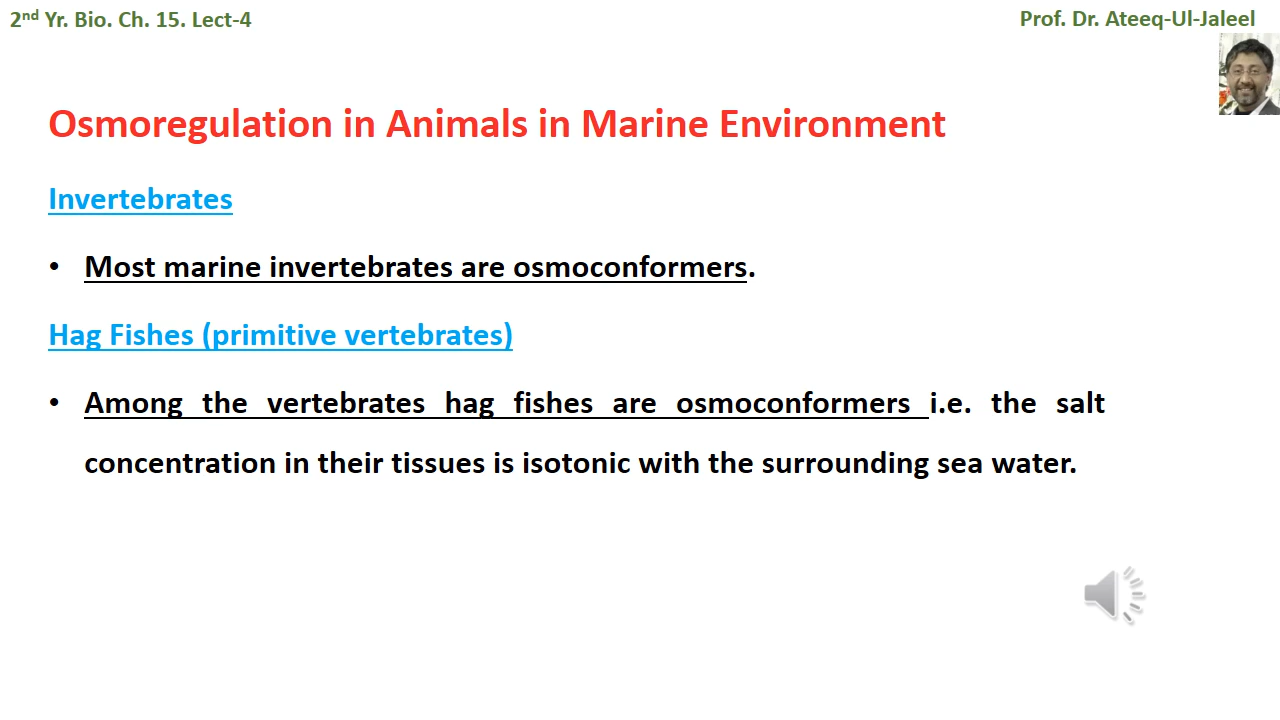 2nd Yr. Bio. Ch. 15. Lect-4
Prof. Dr. Ateeq-Ul-Jaleel
Osmoregulation in Animals in Marine Environment
Invertebrates
• Most marine invertebrates are osmoconformers.
Hag Fishes (primitive vertebrates)
• Among the vertebrates hag fishes are osmoconformers i.e. the salt
concentration in their tissues is isotonic with the surrounding sea water.